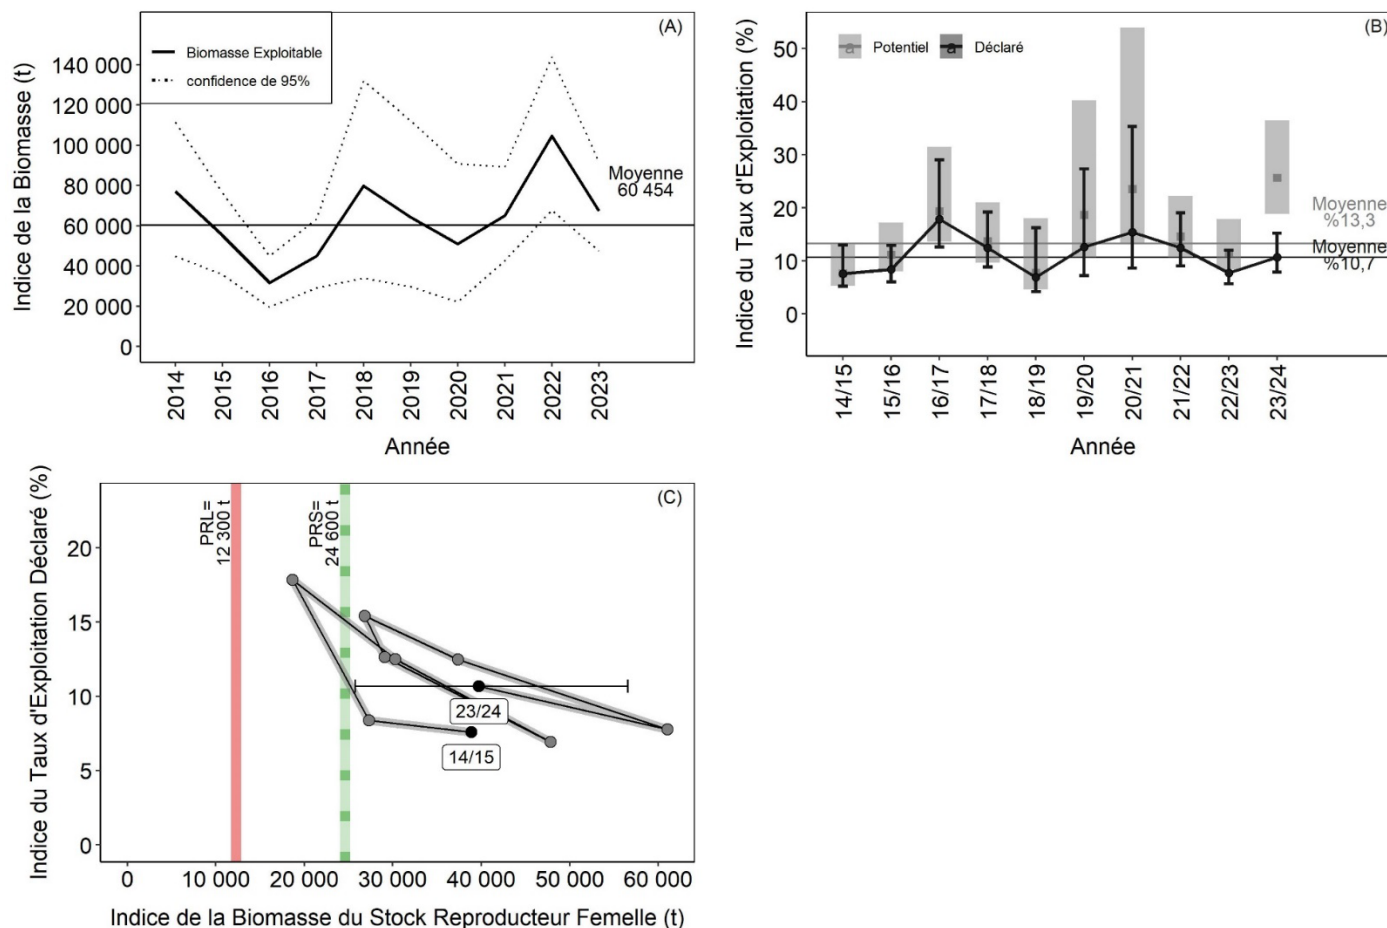 (A)
Indice de la Biomasse (t)
Biomasse Exploitable
confidence de 95%
140 000
120 000
100 000
80 000
60 000
40 000
20 000
0
Moyenne
60 454
2014
2015
2016
2017
2018
2019
2020
2021
2022
2023
Année
(B)
Indice du Taux d'Exploitation (%)
a Potentiel
a Déclaré
50
40
30
20
10
0
Moyenne
%13,3
Moyenne
%10,7
14/15
15/16
16/17
17/18
18/19
19/20
20/21
21/22
22/23
23/24
Année
(C)
Indice du Taux d'Exploitation Déclaré (%)
PRL=
12 300 t
PRS=
24 600 t
20
15
10
5
0
23/24
14/15
0
10 000
20 000
30 000
40 000
50 000
60 000
Indice de la Biomasse du Stock Reproducteur Femelle (t)